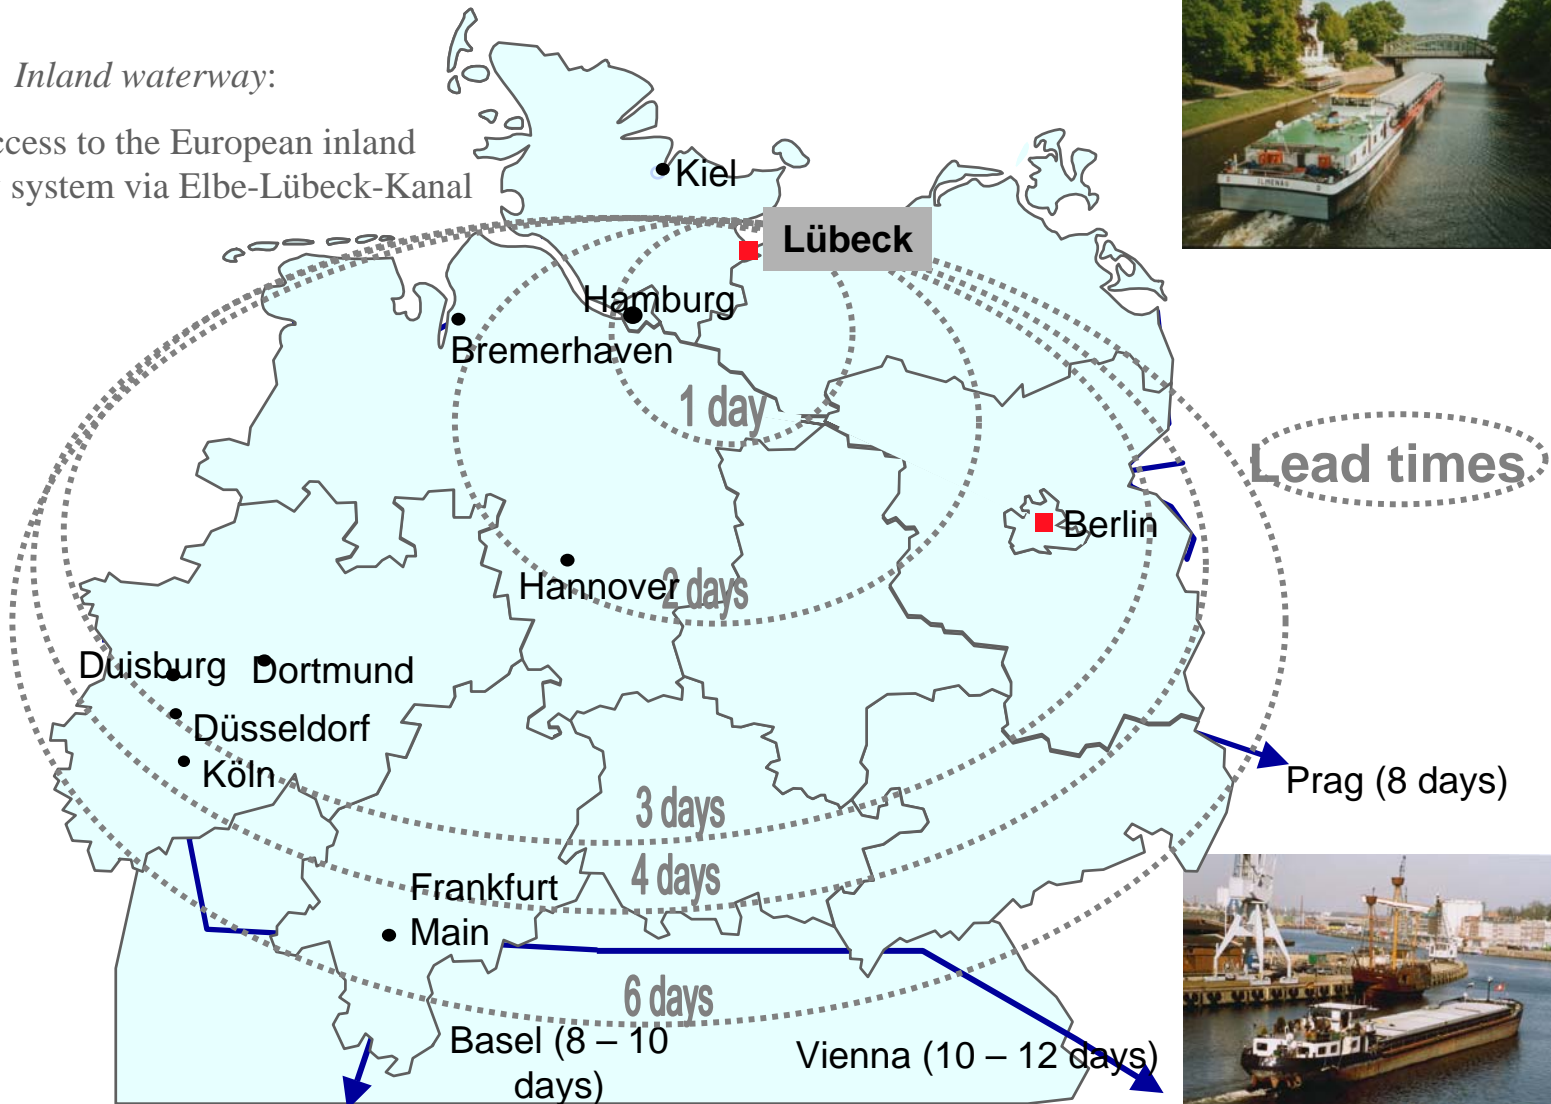 Inland waterway:
ccess to the European inland
system via Elbe-Lübeck-Kanal
Kiel
Lübeck
Hamburg
Bremerhaven
1 day
Lead times
Berlin
Hannover
2 days
Duisburg
Dortmund
Düsseldorf
Köln
Prag (8 days)
3 days
4 days
Frankfurt
Main
6 days
Basel (8 – 10
days)
Vienna (10 – 12 days)
ILMENAU